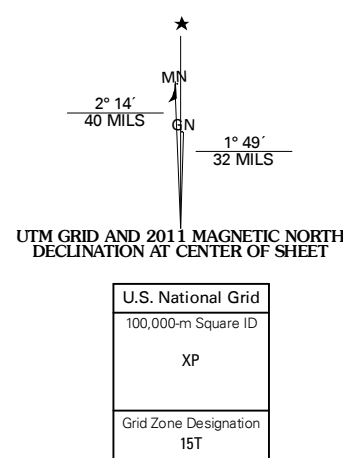 MN
2° 14´
40 MILS
GN
1° 49´
32 MILS
UTM GRID AND 2011 MAGNETIC NORTH
DECLINATION AT CENTER OF SHEET
U.S. National Grid
100,000-m Square ID
XP
Grid Zone Designation
15T